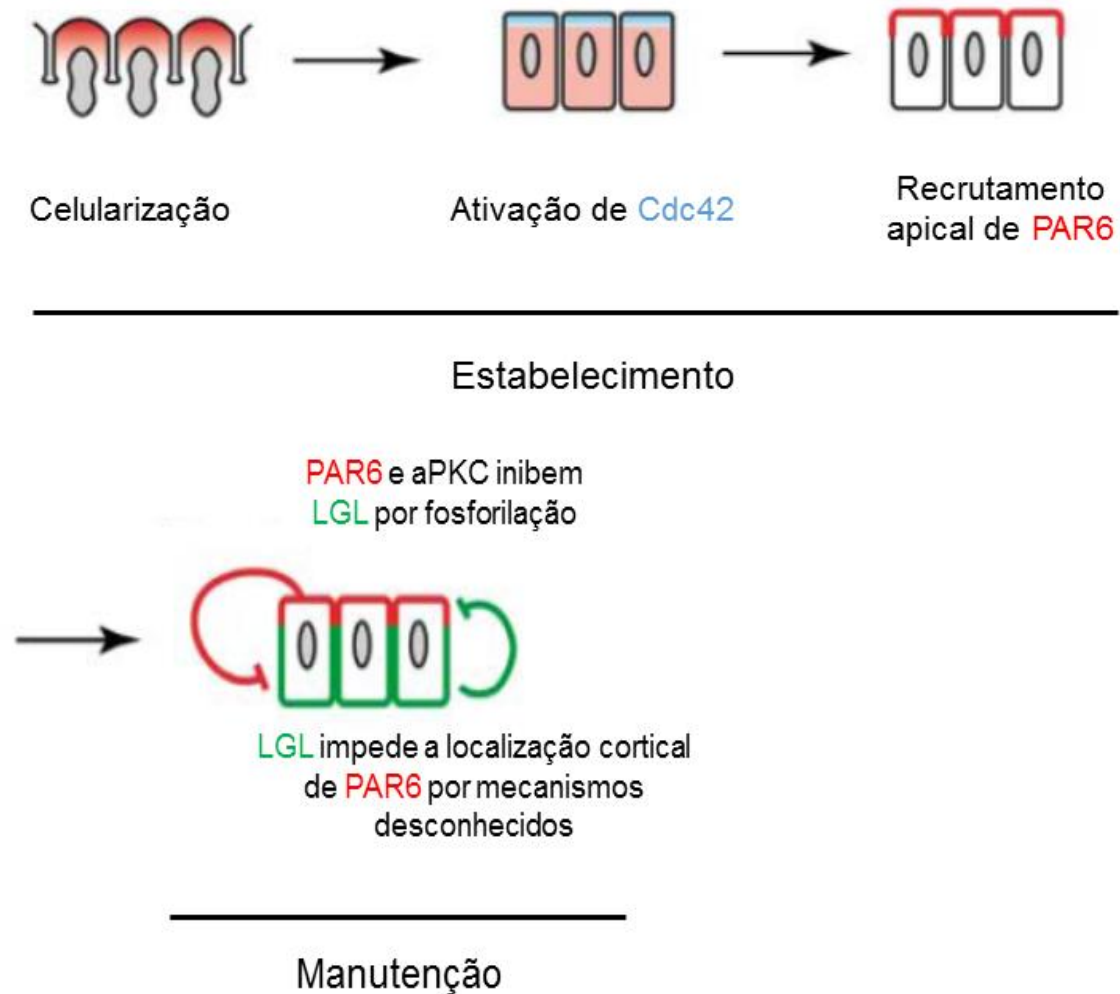 Celularização
Ativação de Cdc42
Recrutamento
apical de PAR6
Estabelecimento
PAR6 e aPKC inibem
LGL por fosforilação
LGL impede a localização cortical
de PAR6 por mecanismos
desconhecidos
Manutenção